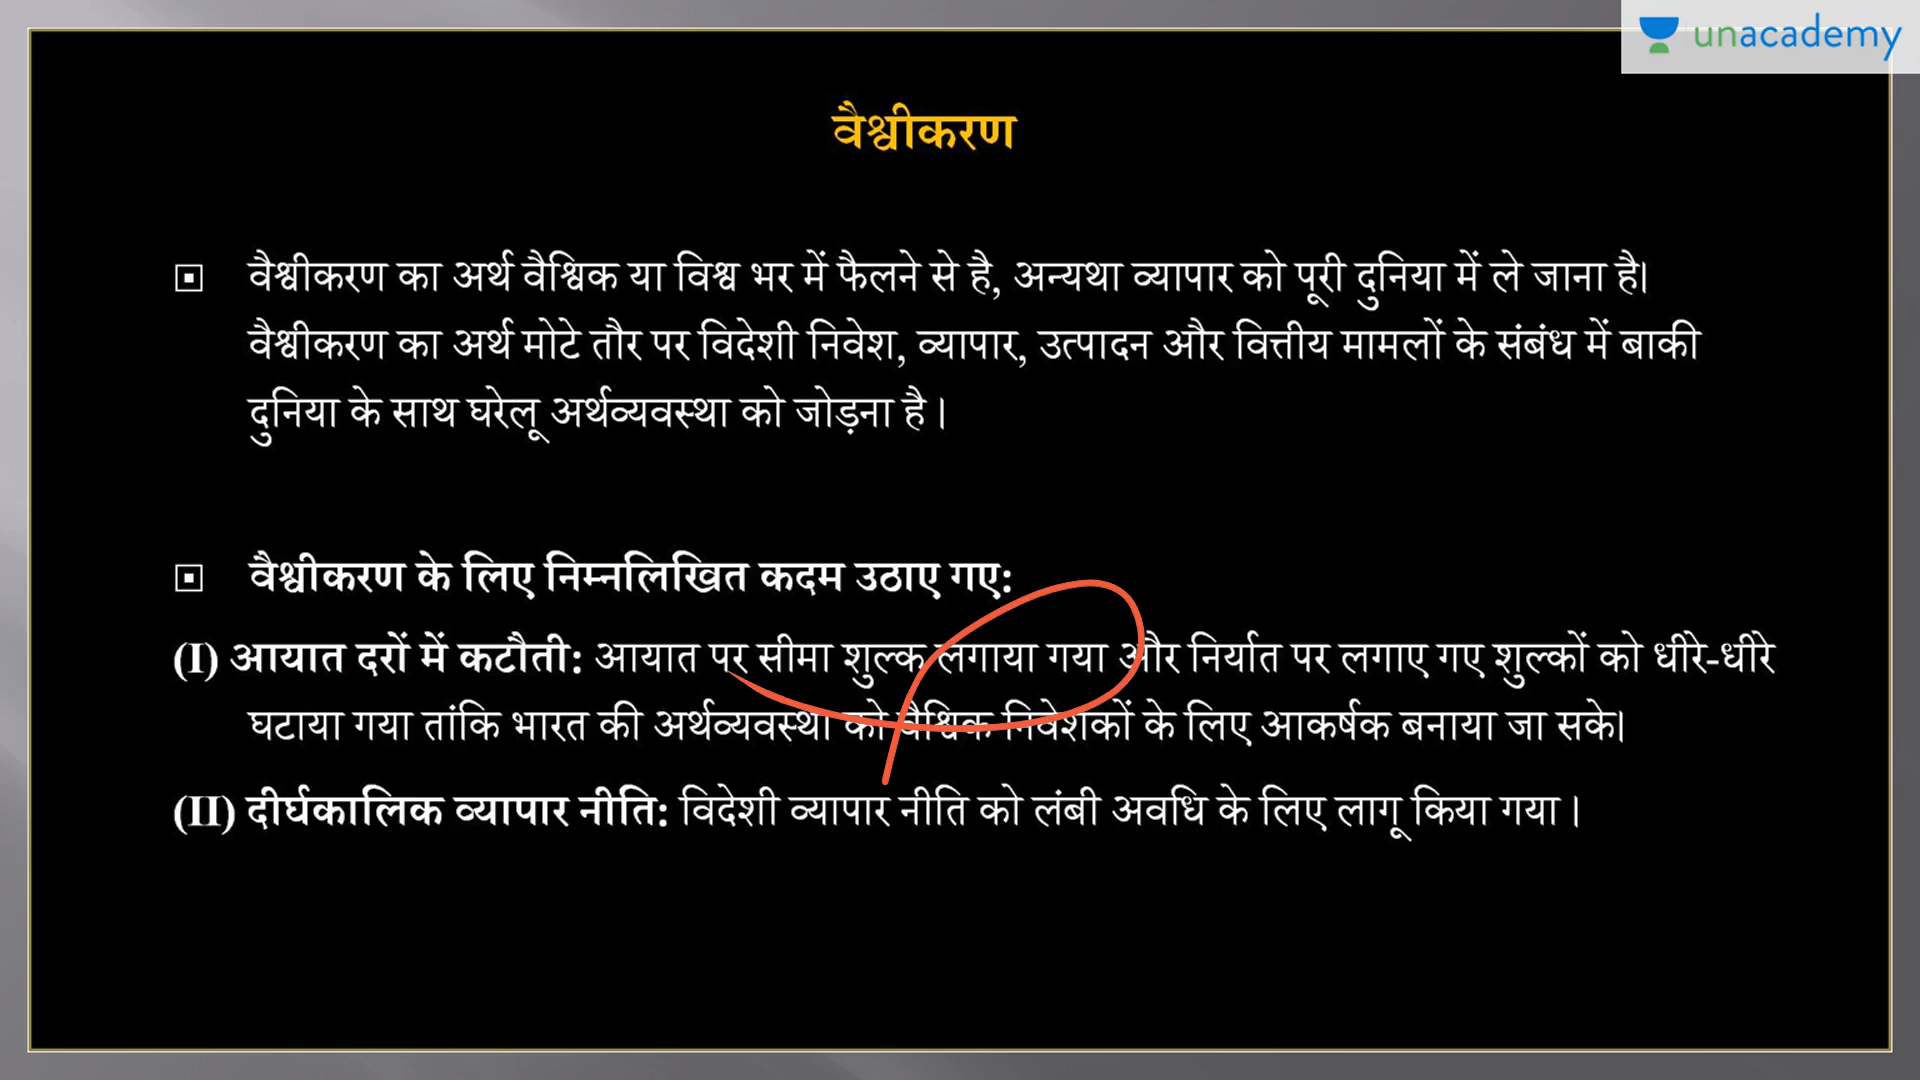 unacademy
वैश्वीकरण
वैश्वीकरण का अर्थ वैश्विक या विश्व भर में फैलने से है, अन्यथा व्यापार को पूरी दुनिया में ले जाना है।
वैश्वीकरण का अर्थ मोटे तौर पर विदेशी निवेश, व्यापार, उत्पादन और वित्तीय मामलों के संबंध में बाकी
दुनिया के साथ घरेलू अर्थव्यवस्था को जोड़ना है।
वैश्वीकरण के लिए निम्नलिखित कदम उठाए गए:
(I) आयात दरों में कटौती: आयात पर सीमा शुल्क लगाया गया और निर्यात पर लगाए गए शुल्कों को धीरे-धीरे
घटाया गया तांकि भारत की अर्थव्यवस्था को वैश्विक निवेशकों के लिए आकर्षक बनाया जा सके।
(II) दीर्घकालिक व्यापार नीति: विदेशी व्यापार नीति को लंबी अवधि के लिए लागू किया गया।